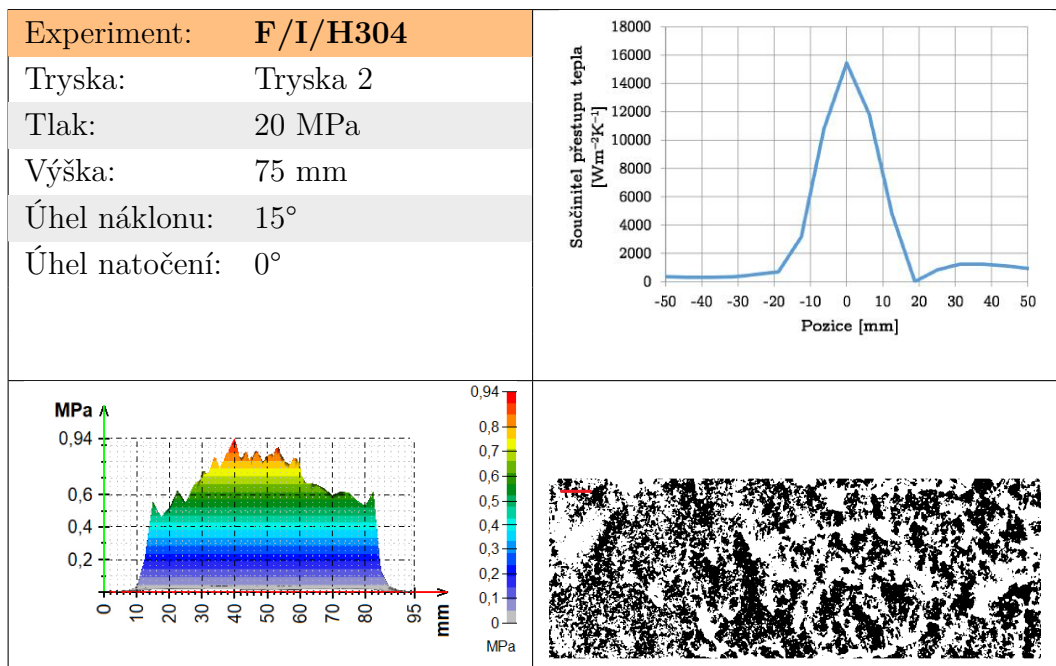 Experiment: F/I/H304
Tryska: Tryska 2
Tlak: 20 MPa
Výška: 75 mm
Úhel náklonu: 15°
Úhel natočení: 0°
Součinitel přestupu tepla
[Wm⁻²K⁻¹]
18000
16000
14000
12000
10000
8000
6000
4000
2000
0
-50 -40 -30 -20 -10 0 10 20 30 40 50
Pozice [mm]
MPa
0,94
0,6
0,4
0,2
0 10 20 30 40 50 60 70 80 95 mm
0,94
0,8
0,7
0,6
0,5
0,4
0,3
0,2
0,1
0
MPa